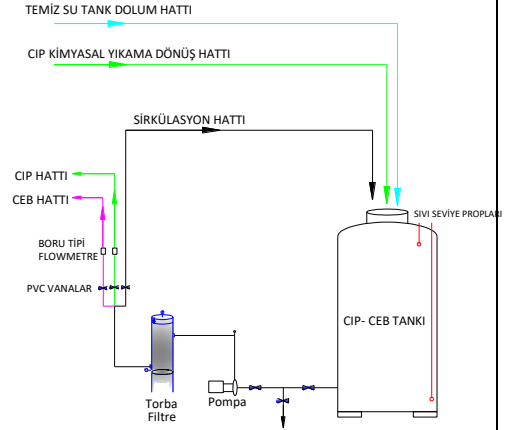 TEMİZ SU TANK DOLUM HATTI
CIP KİMYASAL YIKAMA DÖNÜŞ HATTI
SİRKÜLASYON HATTI
CIP HATTI
CEB HATTI
SIVI SEVİYE PROPLARI
BORU TİPİ
FLOWMETRE
PVC VANALAR
CIP- CEB TANKI
Torba
Filtre
Pompa